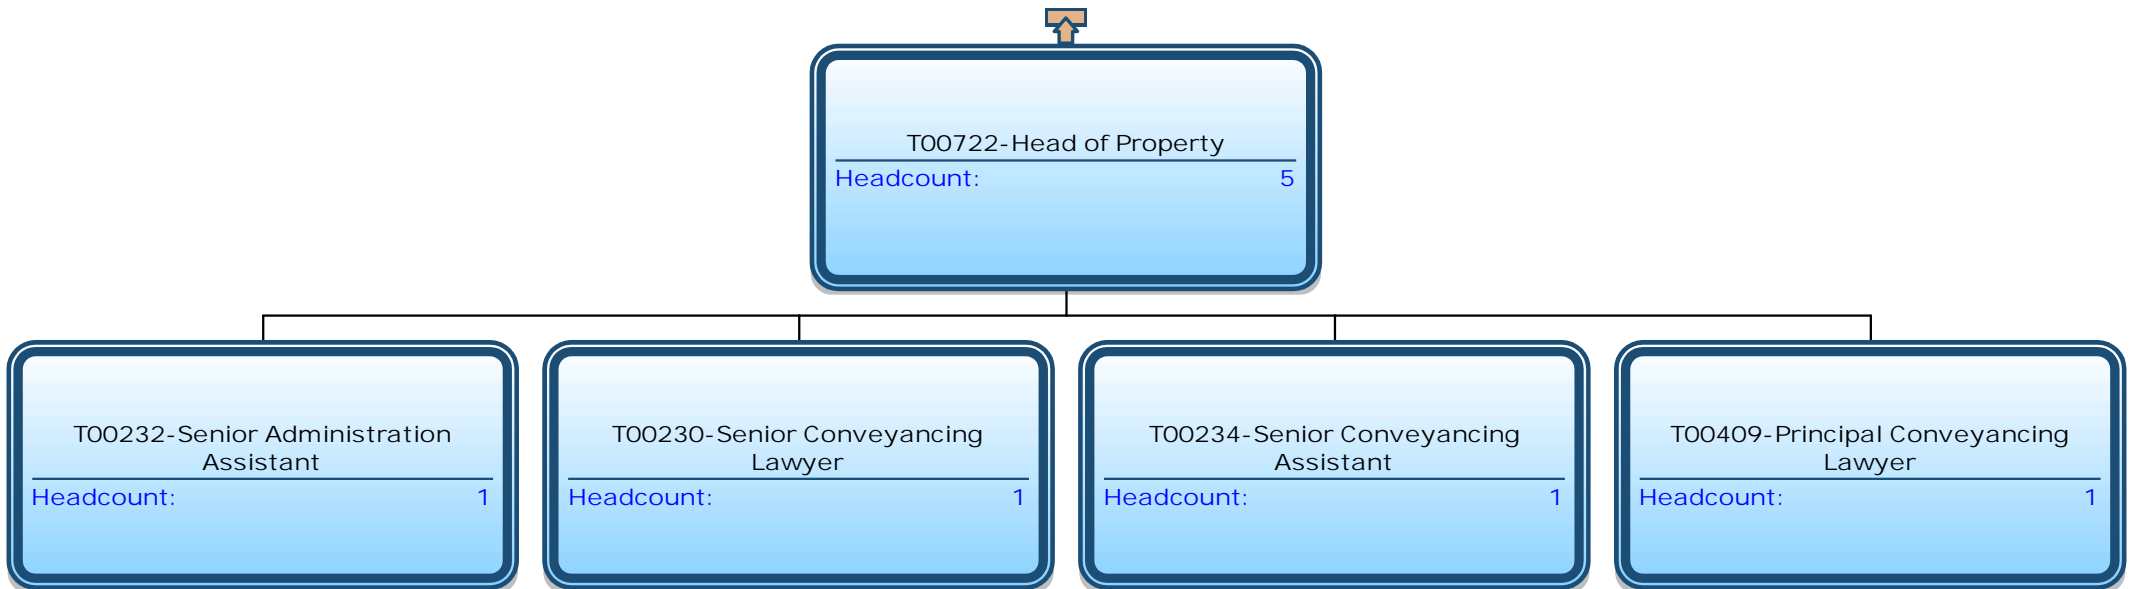 T00722-Head of Property
Headcount: 5
T00232-Senior Administration
Assistant
Headcount: 1
T00230-Senior Conveyancing
Lawyer
Headcount: 1
T00234-Senior Conveyancing
Assistant
Headcount: 1
T00409-Principal Conveyancing
Lawyer
Headcount: 1